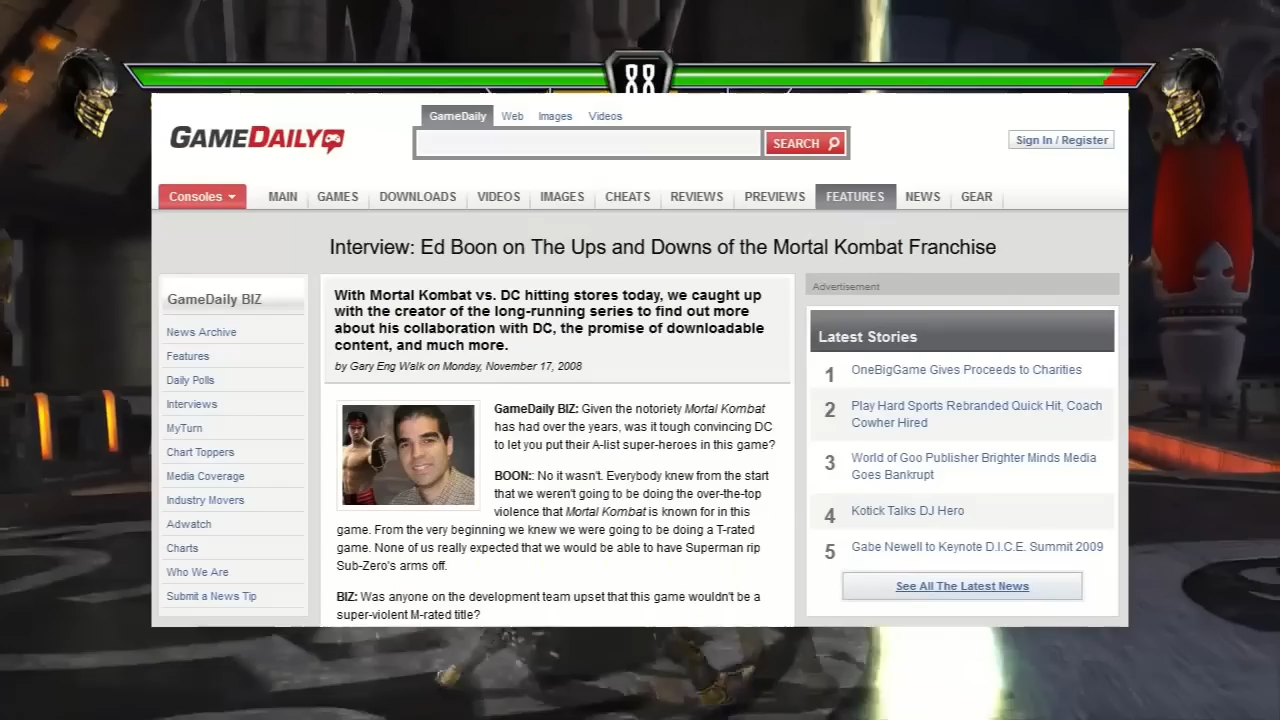 88
GAMEDAILY
GameDaily Web Images Videos
SEARCH
Sign In / Register
Consoles MAIN GAMES DOWNLOADS VIDEOS IMAGES CHEATS REVIEWS PREVIEWS FEATURES NEWS GEAR
Interview: Ed Boon on The Ups and Downs of the Mortal Kombat Franchise
GameDaily BIZ
News Archive
Features
Daily Polls
Interviews
MyTurn
Chart Toppers
Media Coverage
Industry Movers
Adwatch
Charts
Who We Are
Submit a News Tip
With Mortal Kombat vs. DC hitting stores today, we caught up
with the creator of the long-running series to find out more
about his collaboration with DC, the promise of downloadable
content, and much more.
by Gary Eng Walk on Monday, November 17, 2008
GameDaily BIZ: Given the notoriety Mortal Kombat
has had over the years, was it tough convincing DC
to let you put their A-list super-heroes in this game?
BOON:: No it wasn't. Everybody knew from the start
that we weren't going to be doing the over-the-top
violence that Mortal Kombat is known for in this
game. From the very beginning we knew we were going to be doing a T-rated
game. None of us really expected that we would be able to have Superman rip
Sub-Zero's arms off.
BIZ: Was anyone on the development team upset that this game wouldn't be a
super-violent M-rated title?
Advertisement
Latest Stories
1 OneBigGame Gives Proceeds to Charities
2 Play Hard Sports Rebranded Quick Hit, Coach
Cowher Hired
3 World of Goo Publisher Brighter Minds Media
Goes Bankrupt
4 Kotick Talks DJ Hero
5 Gabe Newell to Keynote D.I.C.E. Summit 2009
See All The Latest News